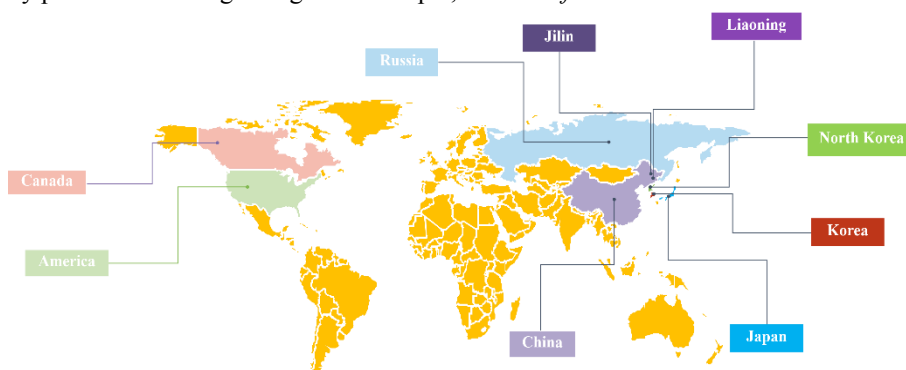 Liaoning
Jilin
Russia
North Korea
Canada
Korea
America
China
Japan